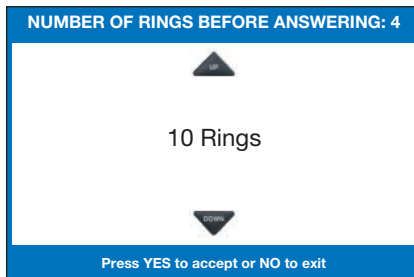 NUMBER OF RINGS BEFORE ANSWERING: 4
UP
10 Rings
DOWN
Press YES to accept or NO to exit